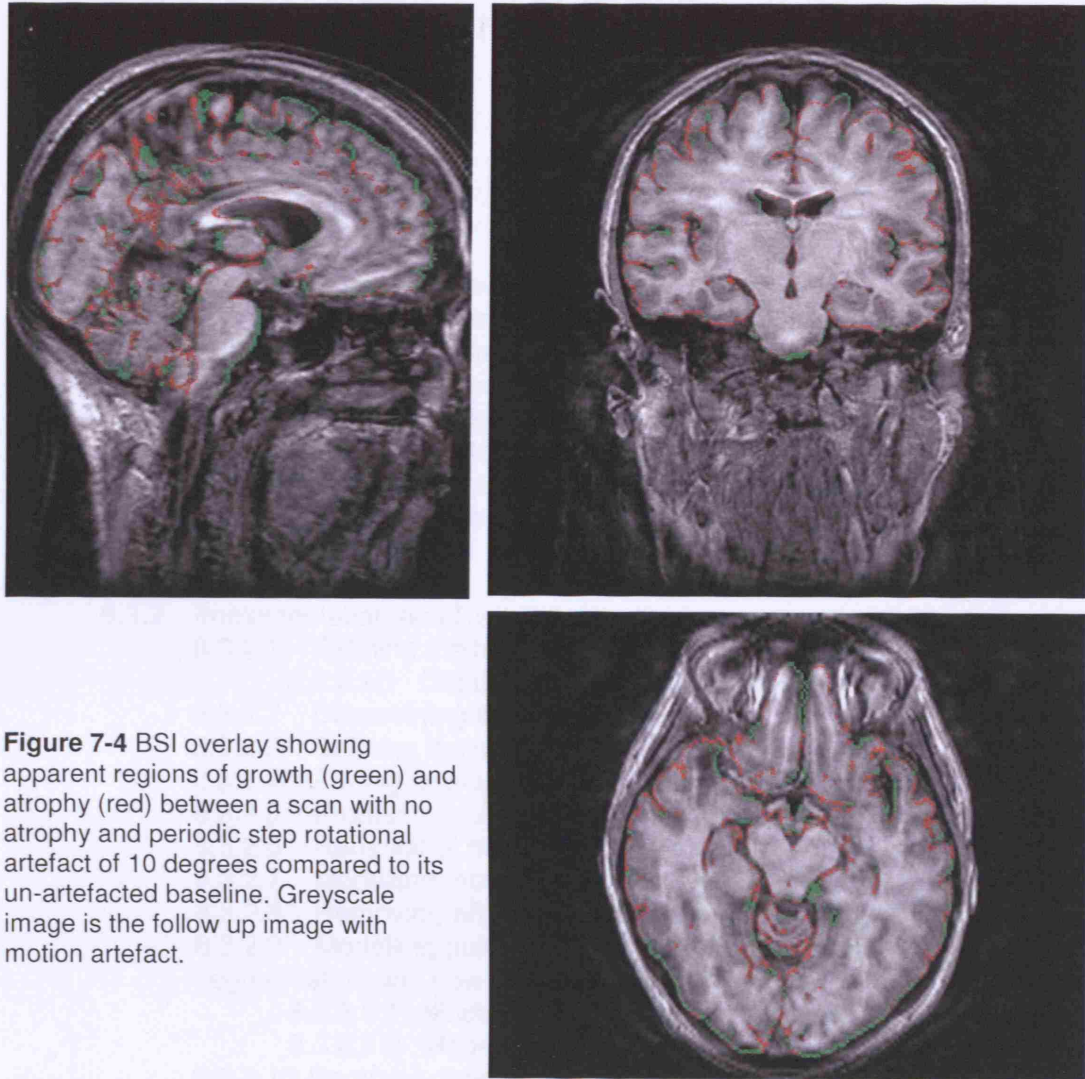 Figure 7-4 BSI overlay showing
apparent regions of growth (green) and
atrophy (red) between a scan with no
atrophy and periodic step rotational
artefact of 10 degrees compared to its
un-artefacted baseline. Greyscale
image is the follow up image with
motion artefact.